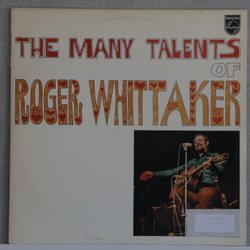 PHILIPS
THE MANY TALENTS
OF
ROGER WHITTAKER